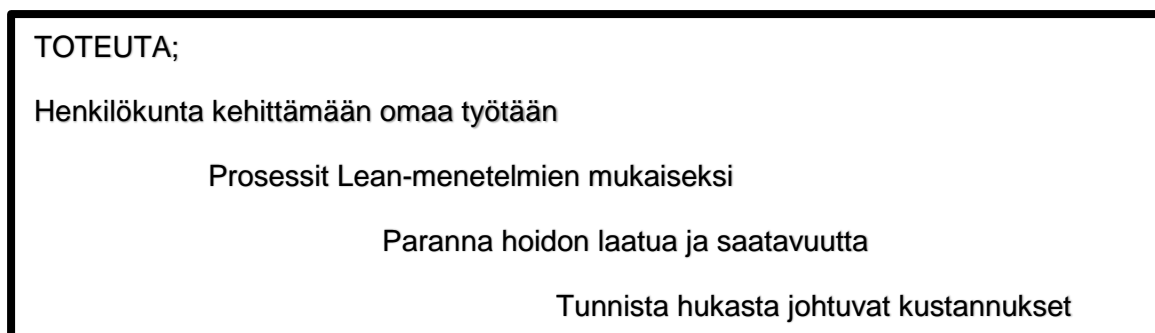 TOTEUTA;
Henkilökunta kehittämään omaa työtään
Prosessit Lean-menetelmien mukaiseksi
Paranna hoidon laatua ja saatavuutta
Tunnista hukasta johtuvat kustannukset